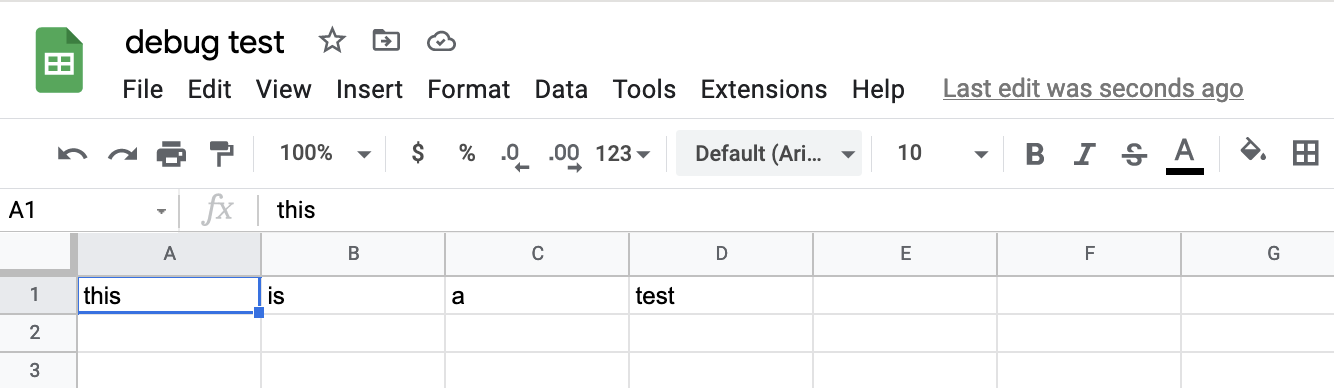 debug test
File Edit View Insert Format Data Tools Extensions Help Last edit was seconds ago
100% $ % .0 .00 123 Default (Ari... 10 B I S A
A1 fx this
A B C D E F G
1 this is a test
2
3